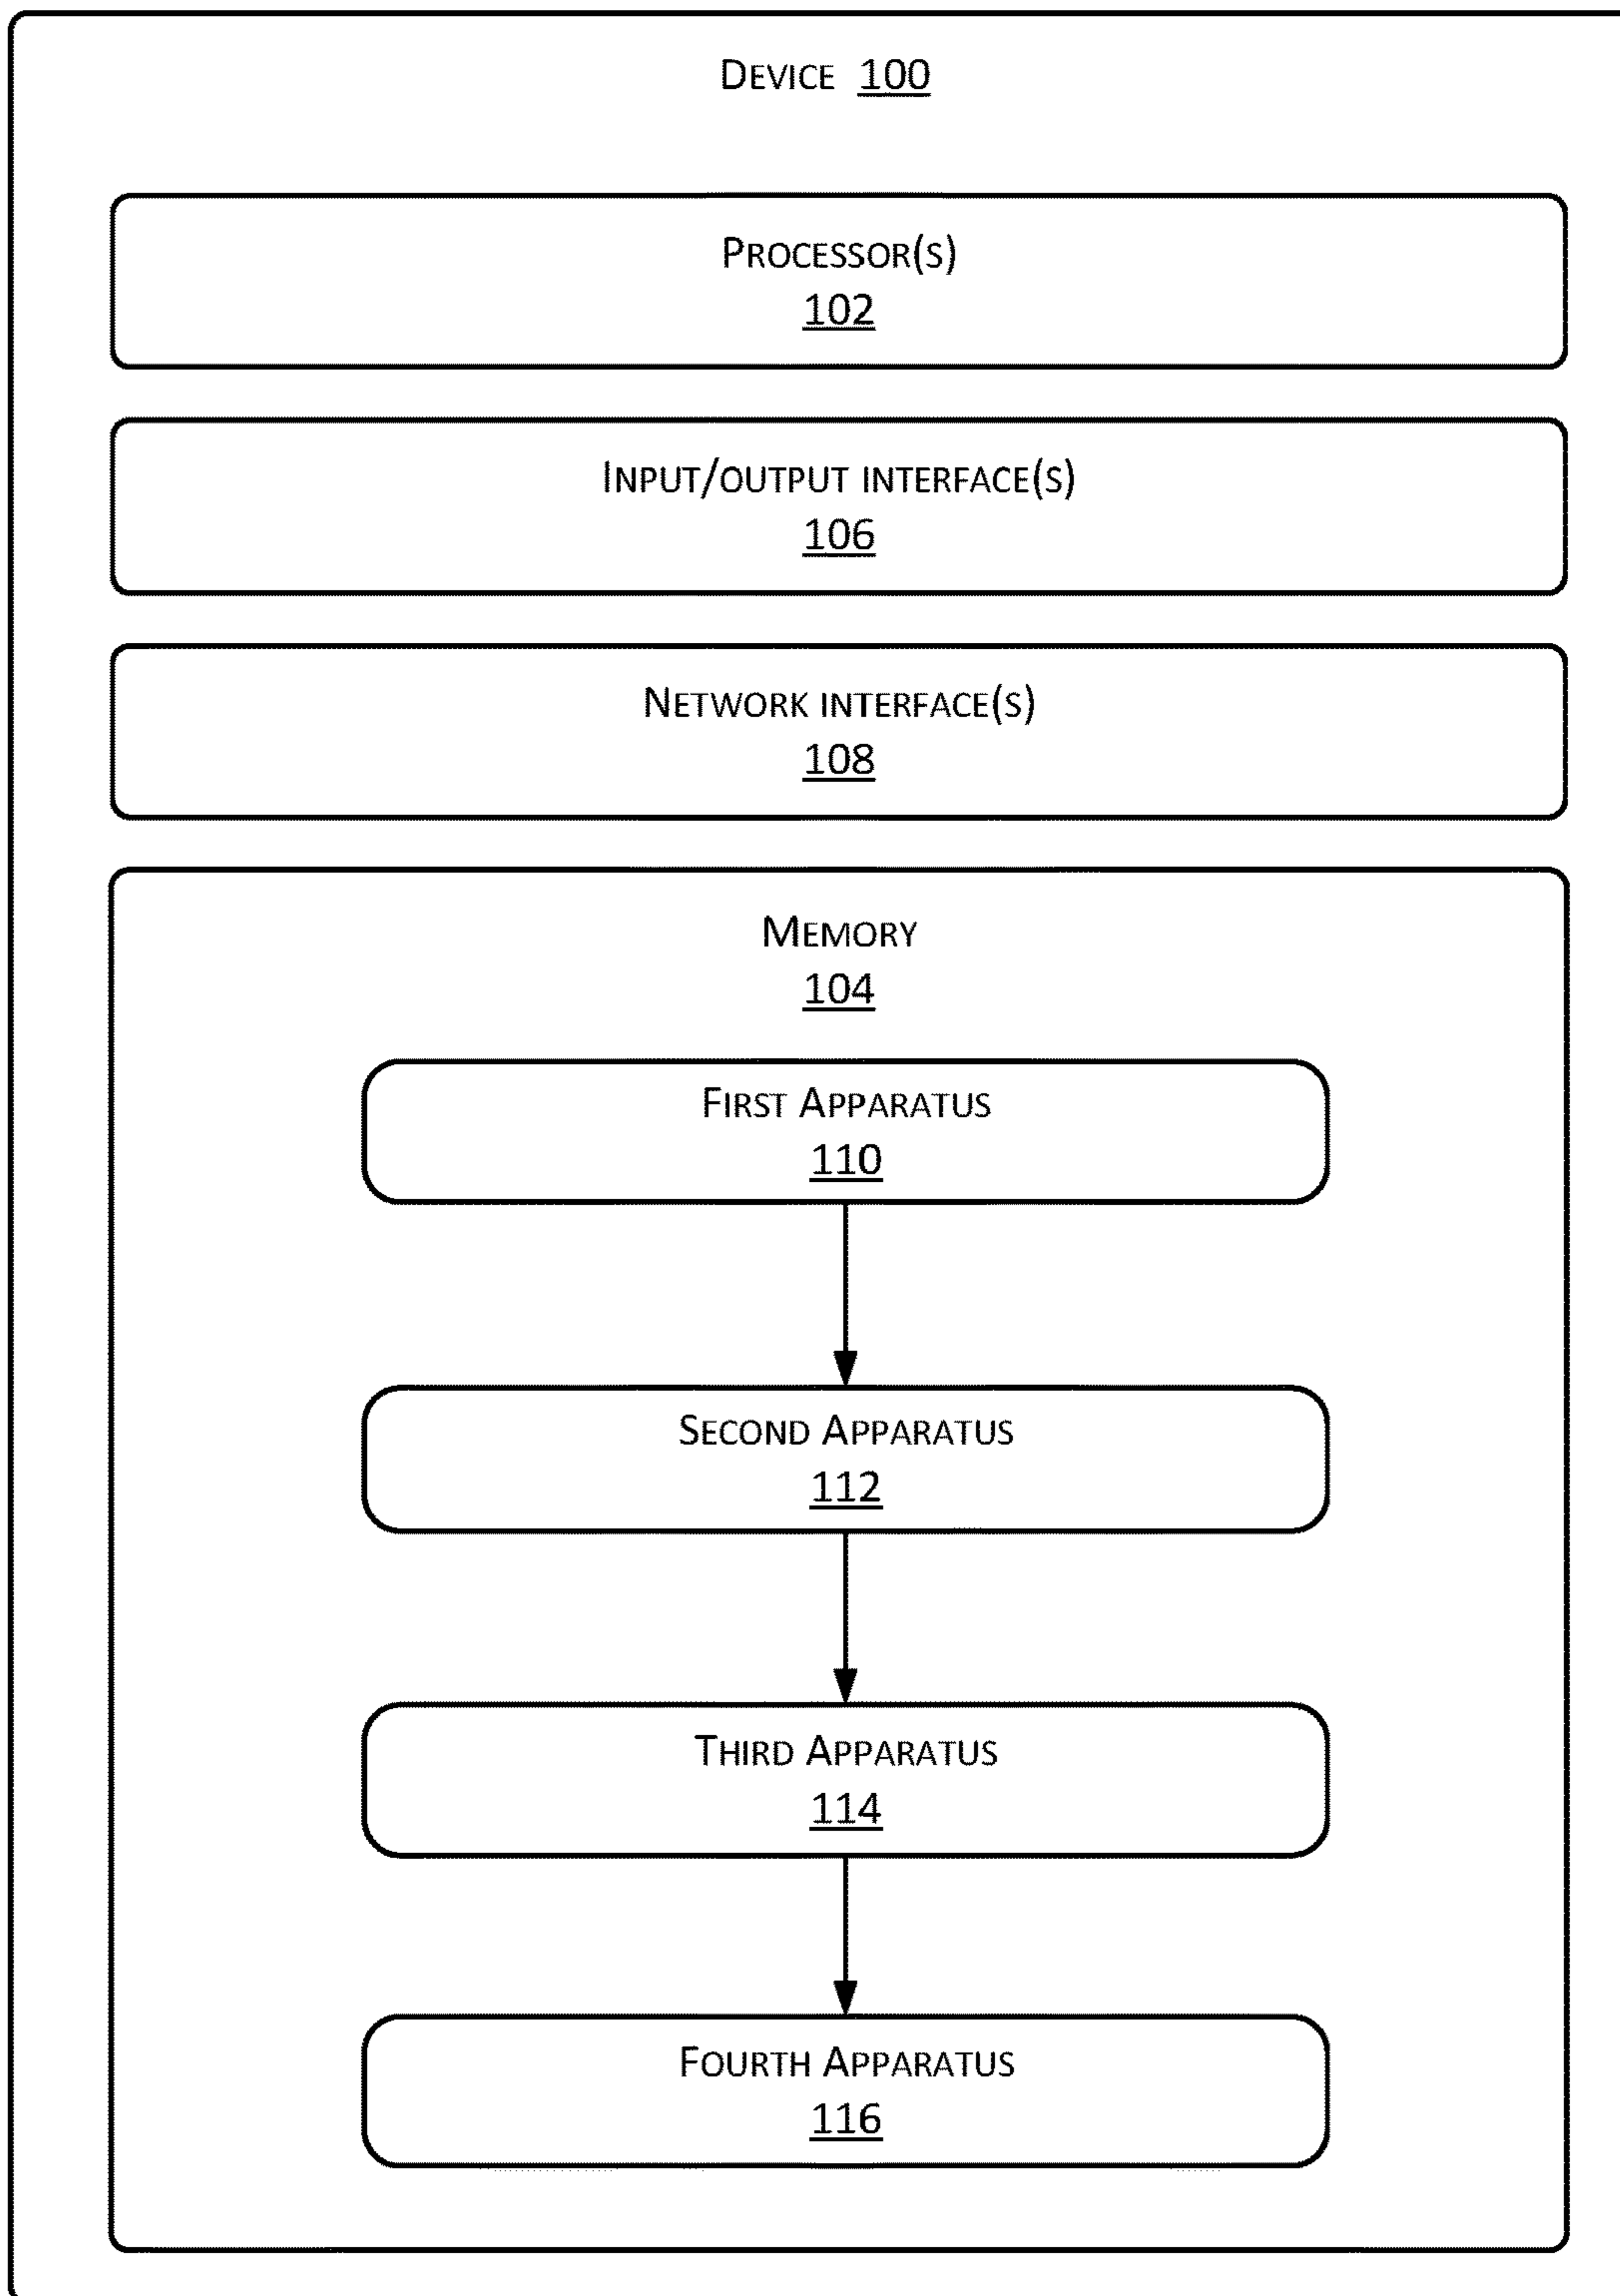 DEVICE 100
PROCESSOR(S)
102
INPUT/OUTPUT INTERFACE(S)
106
NETWORK INTERFACE(S)
108
MEMORY
104
FIRST APPARATUS
110
SECOND APPARATUS
112
THIRD APPARATUS
114
FOURTH APPARATUS
116